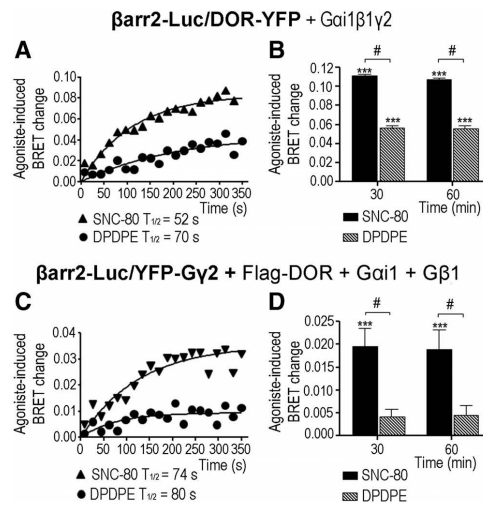 βarr2-Luc/DOR-YFP + Gαi1β1γ2
A
Agoniste-induced
BRET change
0.10
0.08
0.06
0.04
0.02
0.00
0 50 100 150 200 250 300 350
Time (s)
▲ SNC-80 T1/2 = 52 s
● DPDPE T1/2 = 70 s
B
Agoniste-induced
BRET change
0.12
0.10
0.08
0.06
0.04
0.02
0.00
# #
*** *** *** ***
30 60
Time (min)
SNC-80
DPDPE
βarr2-Luc/YFP-Gγ2 + Flag-DOR + Gαi1 + Gβ1
C
Agoniste-induced
BRET change
0.04
0.03
0.02
0.01
0.00
0 50 100 150 200 250 300 350
Time (s)
▲ SNC-80 T1/2 = 74 s
● DPDPE T1/2 = 80 s
D
Agoniste-induced
BRET change
0.025
0.020
0.015
0.010
0.005
0.000
# #
*** ***
30 60
Time (min)
SNC-80
DPDPE